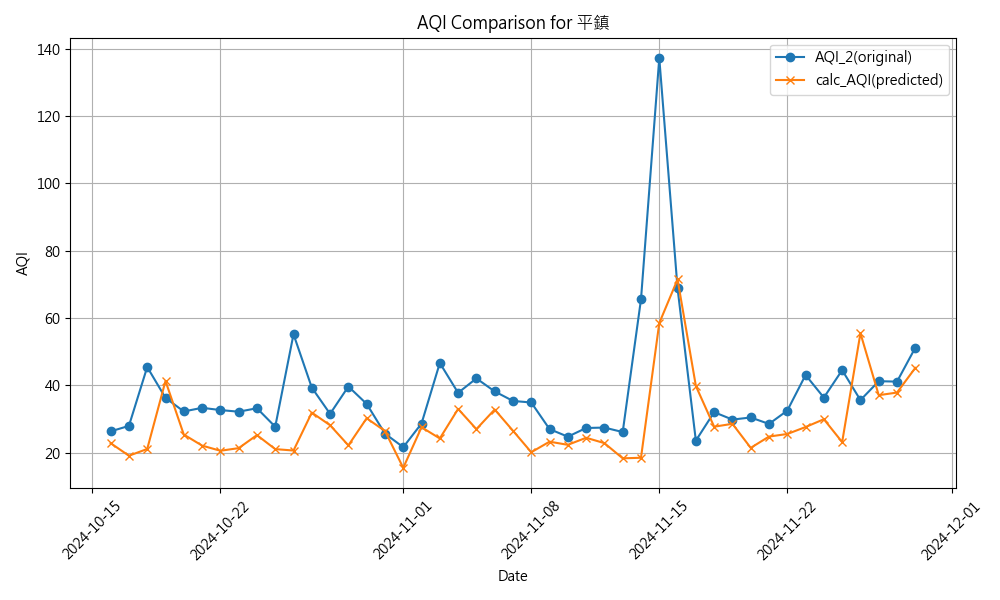 AQI Comparison for 平鎮
AQI_2(original)
calc_AQI(predicted)
AQI
140
120
100
80
60
40
20
2024-10-15
2024-10-22
2024-11-01
2024-11-08
2024-11-15
2024-11-22
2024-12-01
Date